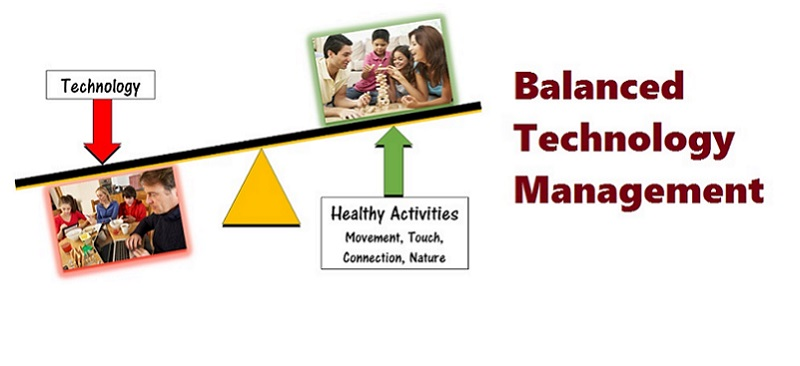 Technology
Healthy Activities
Movement, Touch,
Connection, Nature
Balanced
Technology
Management